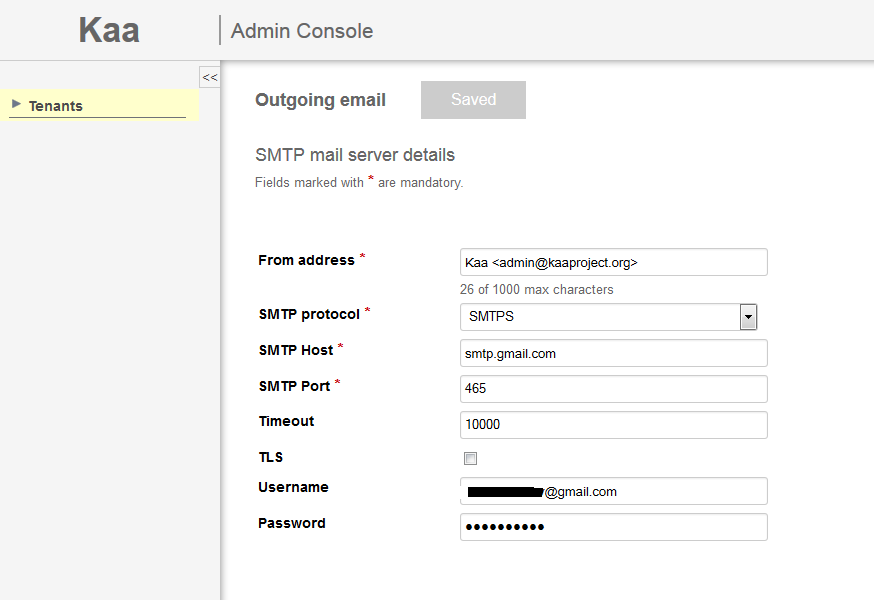 Kaa
Admin Console
<<
Tenants
Outgoing email
Saved
SMTP mail server details
Fields marked with * are mandatory.
From address *
Kaa <admin@kaaproject.org>
26 of 1000 max characters
SMTP protocol *
SMTPS
SMTP Host *
smtp.gmail.com
SMTP Port *
465
Timeout
10000
TLS
Username
@gmail.com
Password
••••••••••